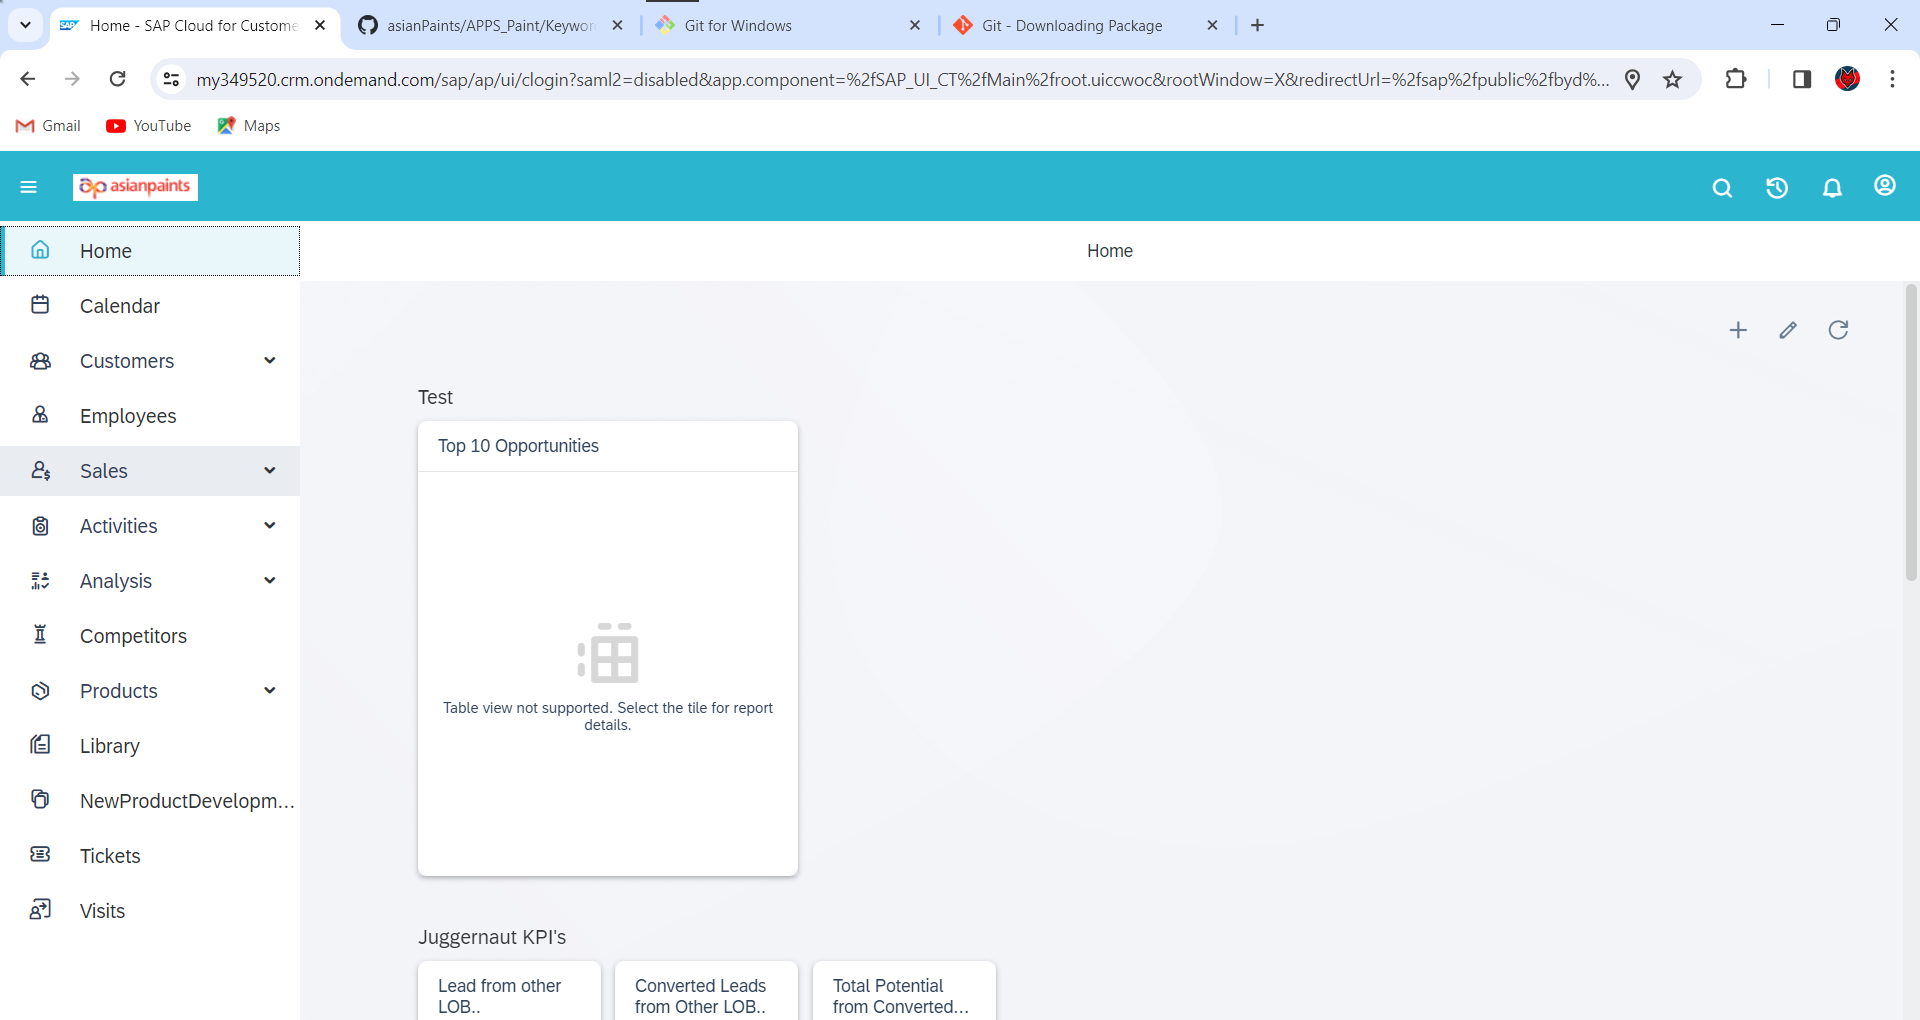 Home - SAP Cloud for Custome
asianPaints/APPS_Paint/Keywor
Git for Windows
Git - Downloading Package
my349520.crm.ondemand.com/sap/ap/ui/clogin?saml2=disabled&app.component=%2fSAP_UI_CT%2fMain%2froot.uiccwoc&rootWindow=X&redirectUrl=%2fsap%2fpublic%2fbyd%...
Gmail
YouTube
Maps
asianpaints
Home
Home
Calendar
Customers
Employees
Sales
Activities
Analysis
Competitors
Products
Library
NewProductDevelopm...
Tickets
Visits
Test
Top 10 Opportunities
Table view not supported. Select the tile for report
details.
Juggernaut KPI's
Lead from other
LOB..
Converted Leads
from Other LOB..
Total Potential
from Converted...